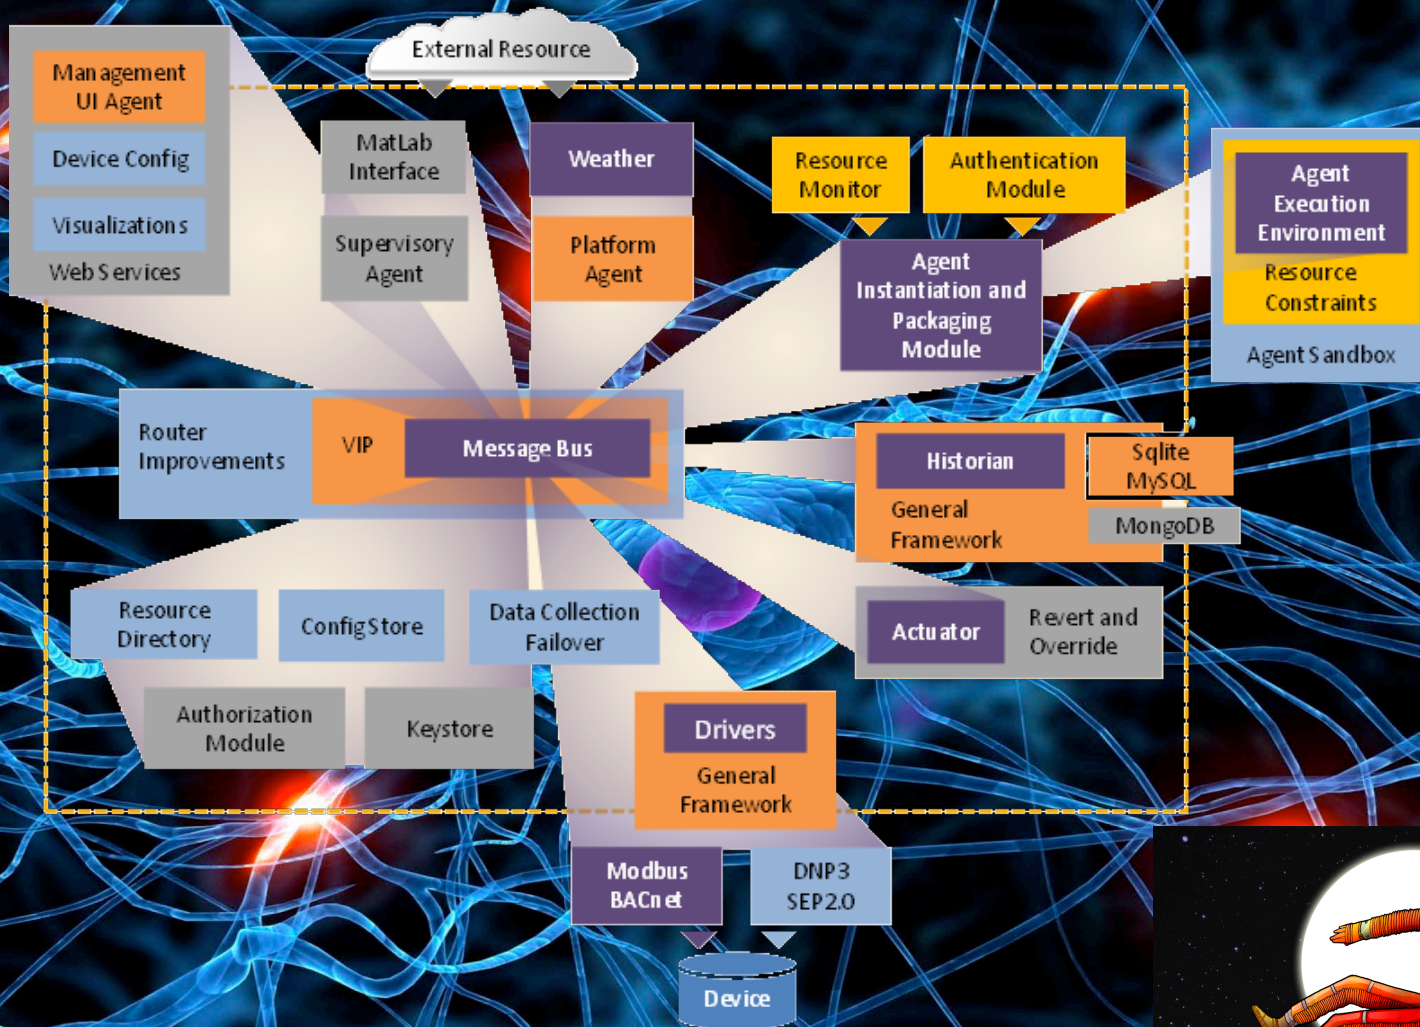 External Resource
Management
UI Agent
Device Config
Visualizations
Web Services
MatLab
Interface
Supervisory
Agent
Weather
Platform
Agent
Resource
Monitor
Authentication
Module
Agent
Instantiation and
Packaging
Module
Agent
Execution
Environment
Resource
Constraints
Agent Sandbox
Router
Improvements
VIP
Message Bus
Historian
General
Framework
Sqlite
MySQL
MongoDB
Actuator
Revert and
Override
Resource
Directory
Config Store
Data Collection
Failover
Authorization
Module
Keystore
Drivers
General
Framework
Modbus
BACnet
DNP3
SEP2.0
Device